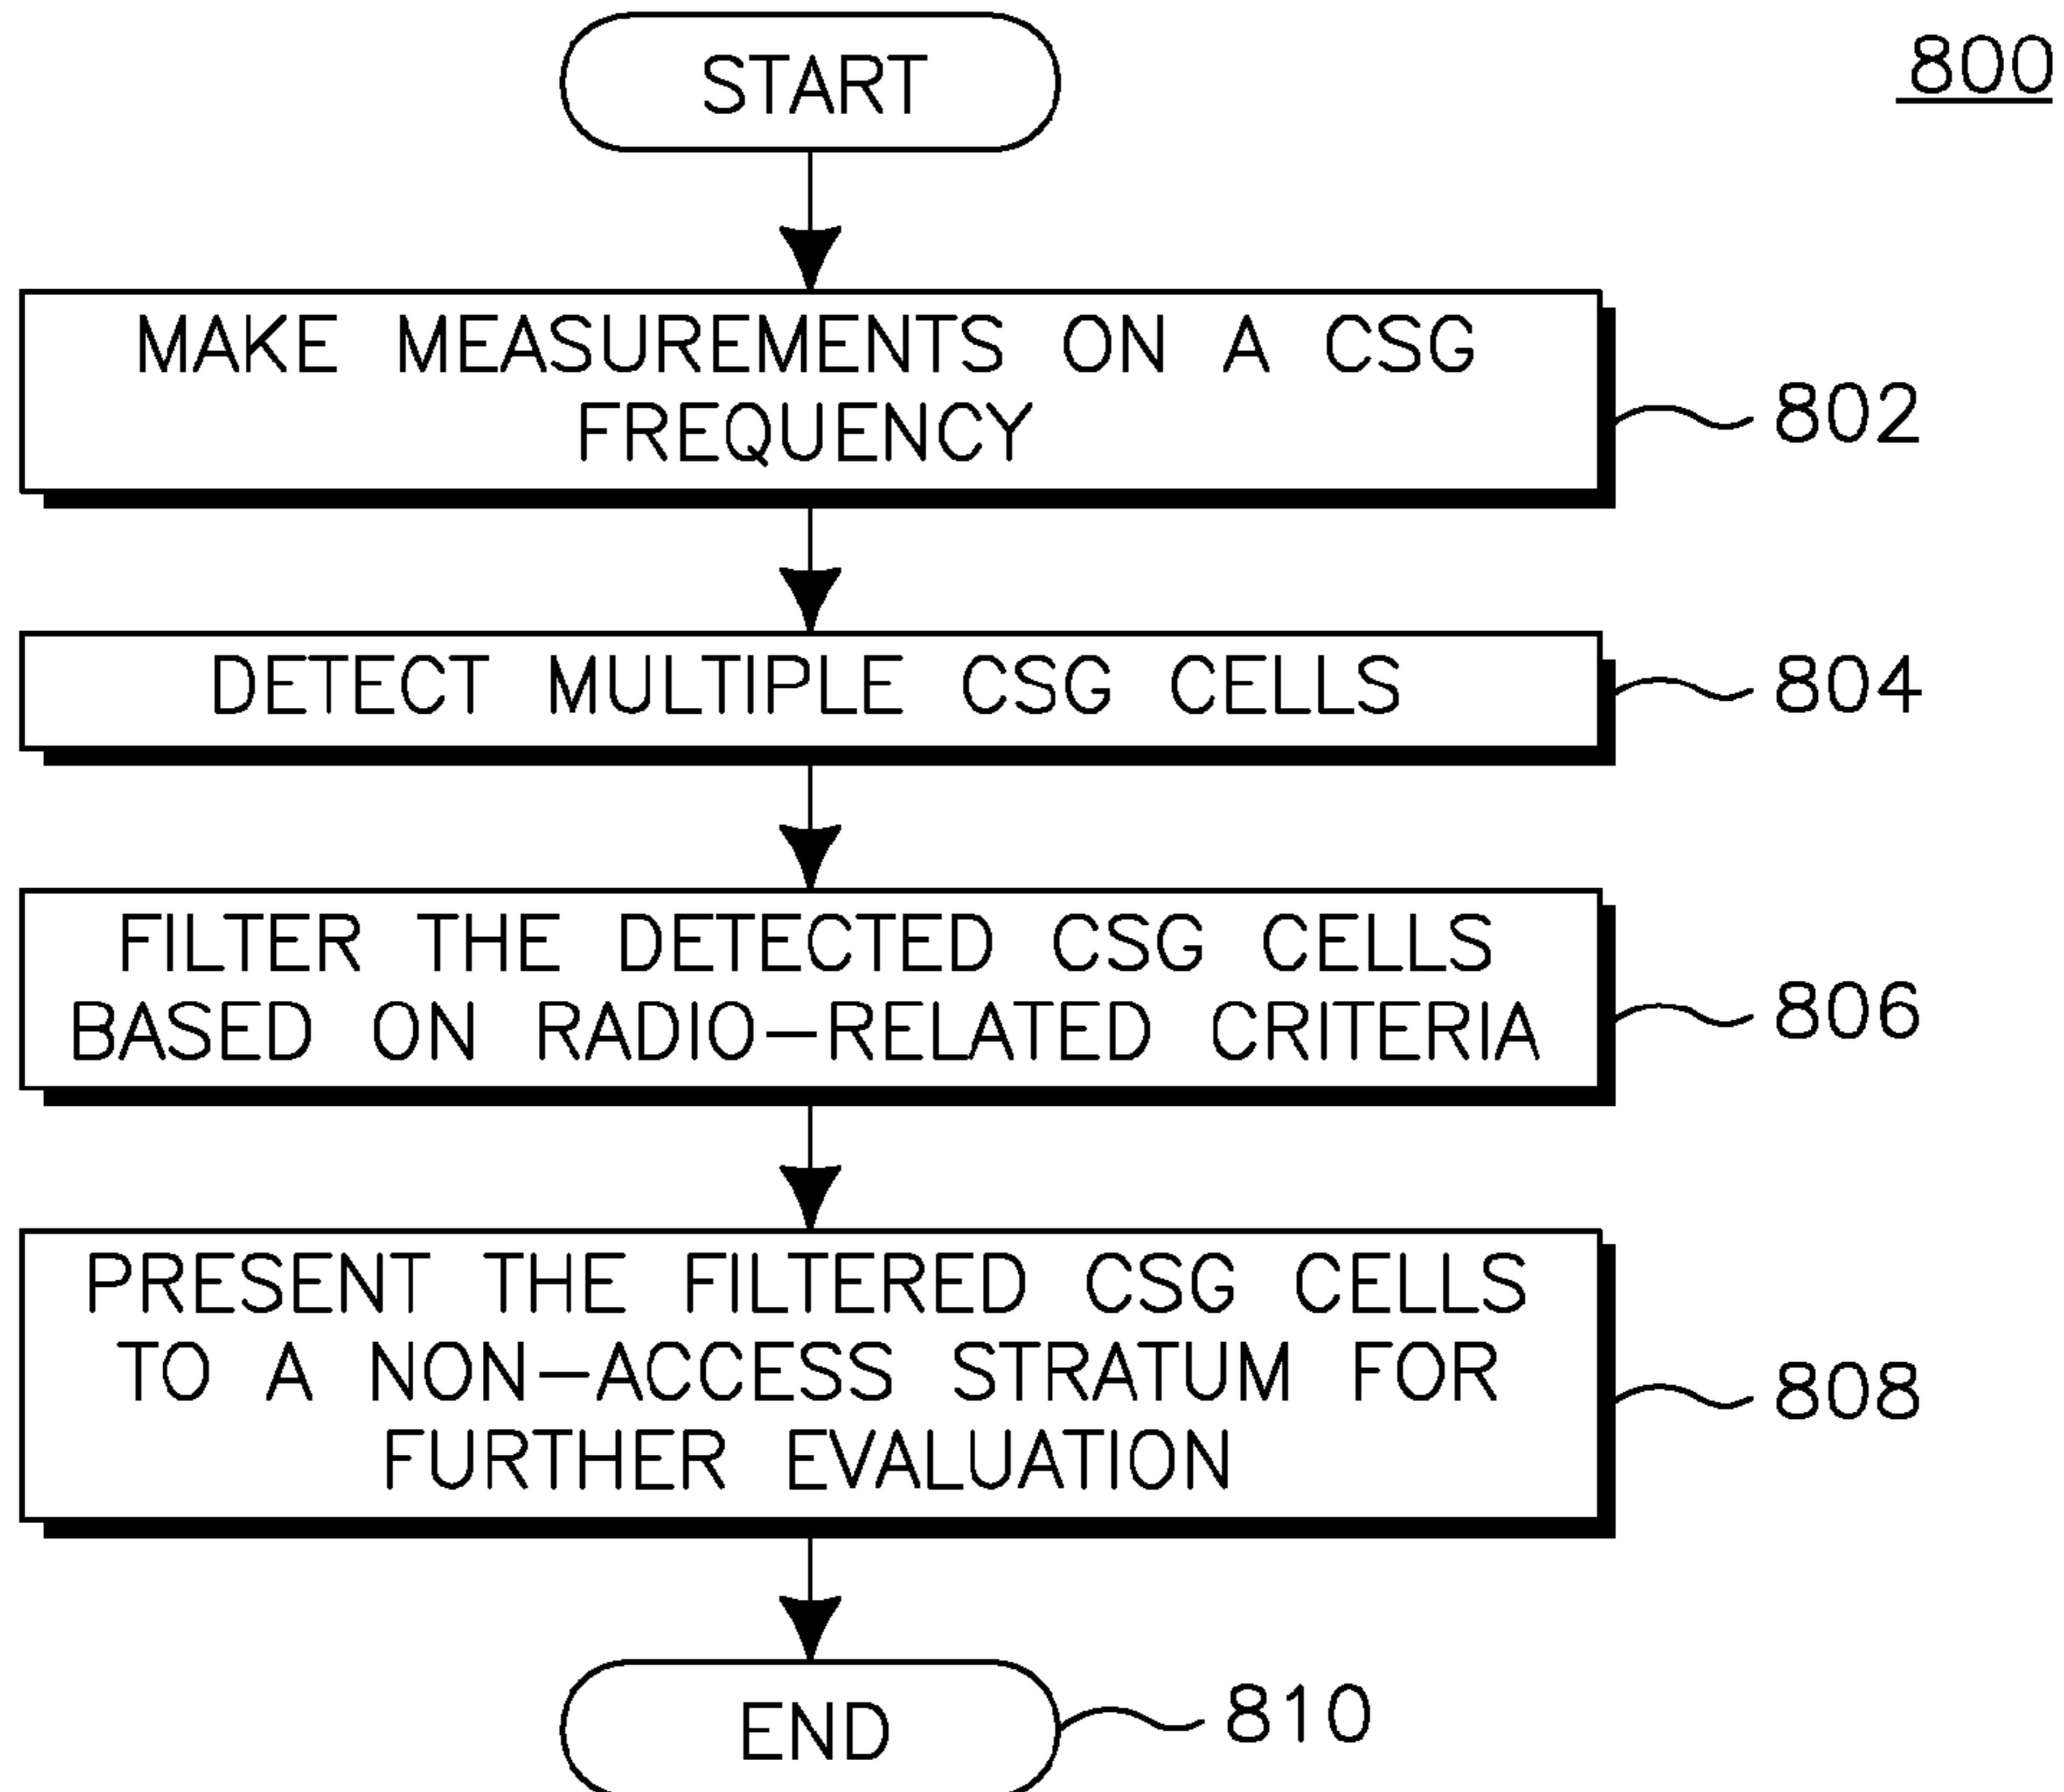 START
800
MAKE MEASUREMENTS ON A CSG
FREQUENCY
802
DETECT MULTIPLE CSG CELLS
804
FILTER THE DETECTED CSG CELLS
BASED ON RADIO-RELATED CRITERIA
806
PRESENT THE FILTERED CSG CELLS
TO A NON-ACCESS STRATUM FOR
FURTHER EVALUATION
808
END
810